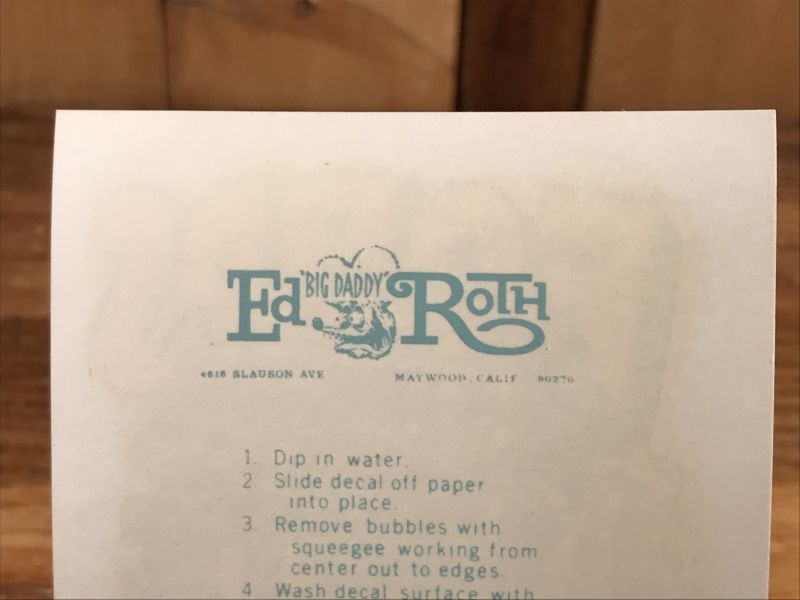 Ed "BIG DADDY" ROTH
4616 SLAUSON AVE MAYWOOD, CALIF 90270
1. Dip in water.
2. Slide decal off paper
into place.
3. Remove bubbles with
squeegee working from
center out to edges.
4. Wash decal surface with